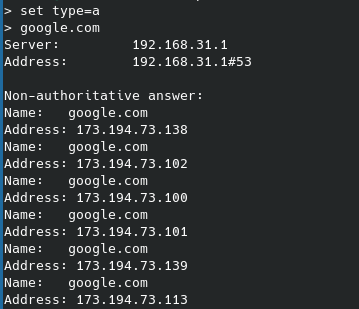 > set type=a
> google.com
Server:         192.168.31.1
Address:        192.168.31.1#53

Non-authoritative answer:
Name:   google.com
Address: 173.194.73.138
Name:   google.com
Address: 173.194.73.102
Name:   google.com
Address: 173.194.73.100
Name:   google.com
Address: 173.194.73.101
Name:   google.com
Address: 173.194.73.139
Name:   google.com
Address: 173.194.73.113